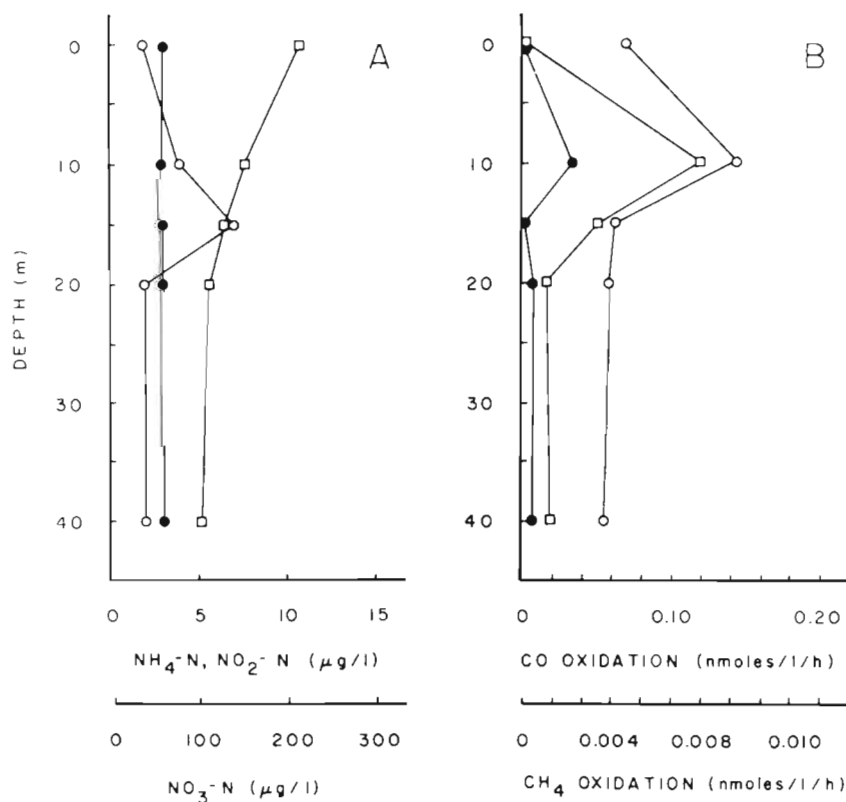 A
B
0
10
20
30
40
DEPTH (m)
0 5 10 15
NH₄-N, NO₂-N (μg/l)
0 100 200 300
NO₃-N (μg/l)
0
10
20
30
40
0 0.10 0.20
CO OXIDATION (nmoles/l/h)
0 0.004 0.008 0.010
CH₄ OXIDATION (nmoles/l/h)